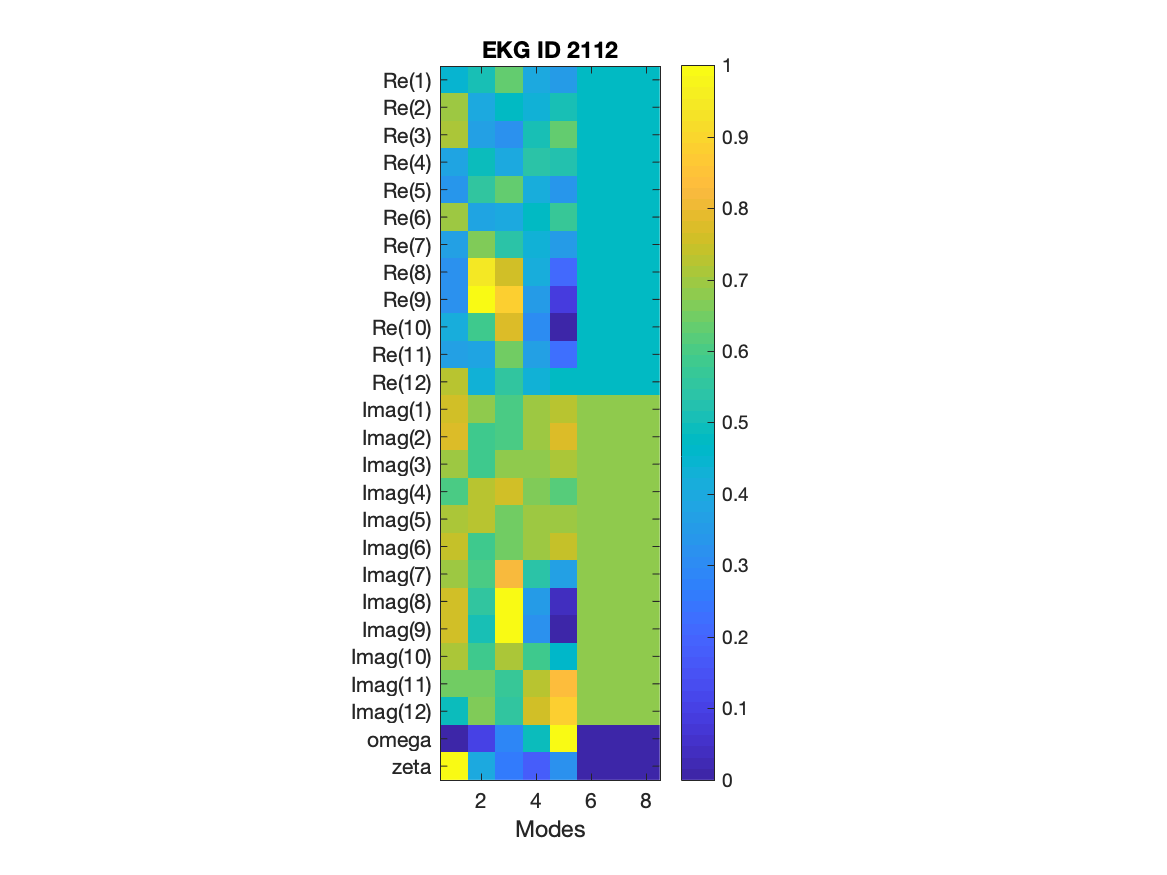 EKG ID 2112
Re(1)
Re(2)
Re(3)
Re(4)
Re(5)
Re(6)
Re(7)
Re(8)
Re(9)
Re(10)
Re(11)
Re(12)
Imag(1)
Imag(2)
Imag(3)
Imag(4)
Imag(5)
Imag(6)
Imag(7)
Imag(8)
Imag(9)
Imag(10)
Imag(11)
Imag(12)
omega
zeta
2 4 6 8
Modes
1
0.9
0.8
0.7
0.6
0.5
0.4
0.3
0.2
0.1
0